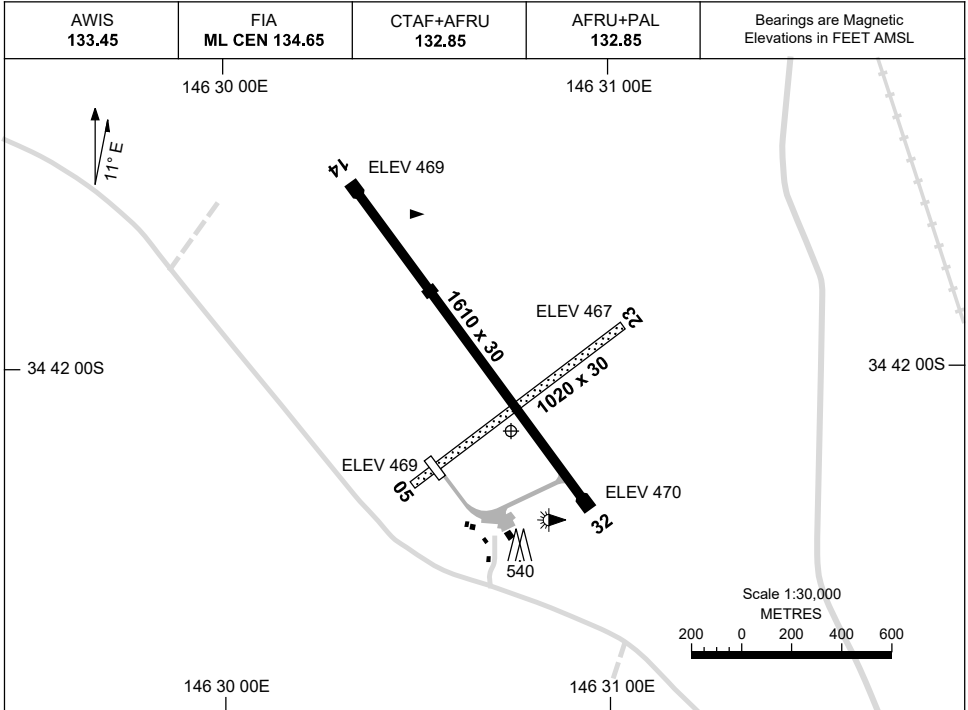 AWIS
133.45
FIA
ML CEN 134.65
CTAF+AFRU
132.85
AFRU+PAL
132.85
Bearings are Magnetic
Elevations in FEET AMSL
146 30 00E
146 31 00E
11° E
14
ELEV 469
1610 x 30
ELEV 467
23
34 42 00S
34 42 00S
1020 x 30
ELEV 469
05
ELEV 470
32
540
Scale 1:30,000
METRES
200 0 200 400 600
146 30 00E
146 31 00E